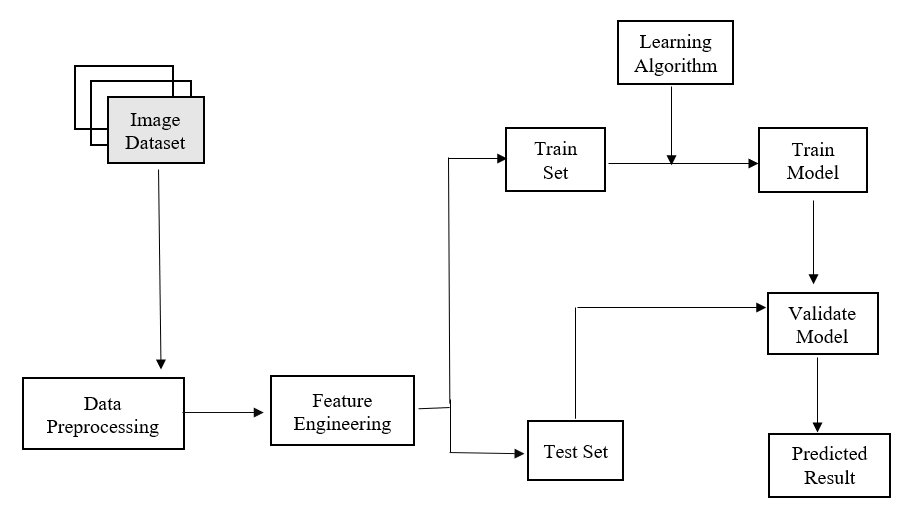 Learning
Algorithm
Image
Dataset
Train
Set
Train
Model
Validate
Model
Data
Preprocessing
Feature
Engineering
Test Set
Predicted
Result